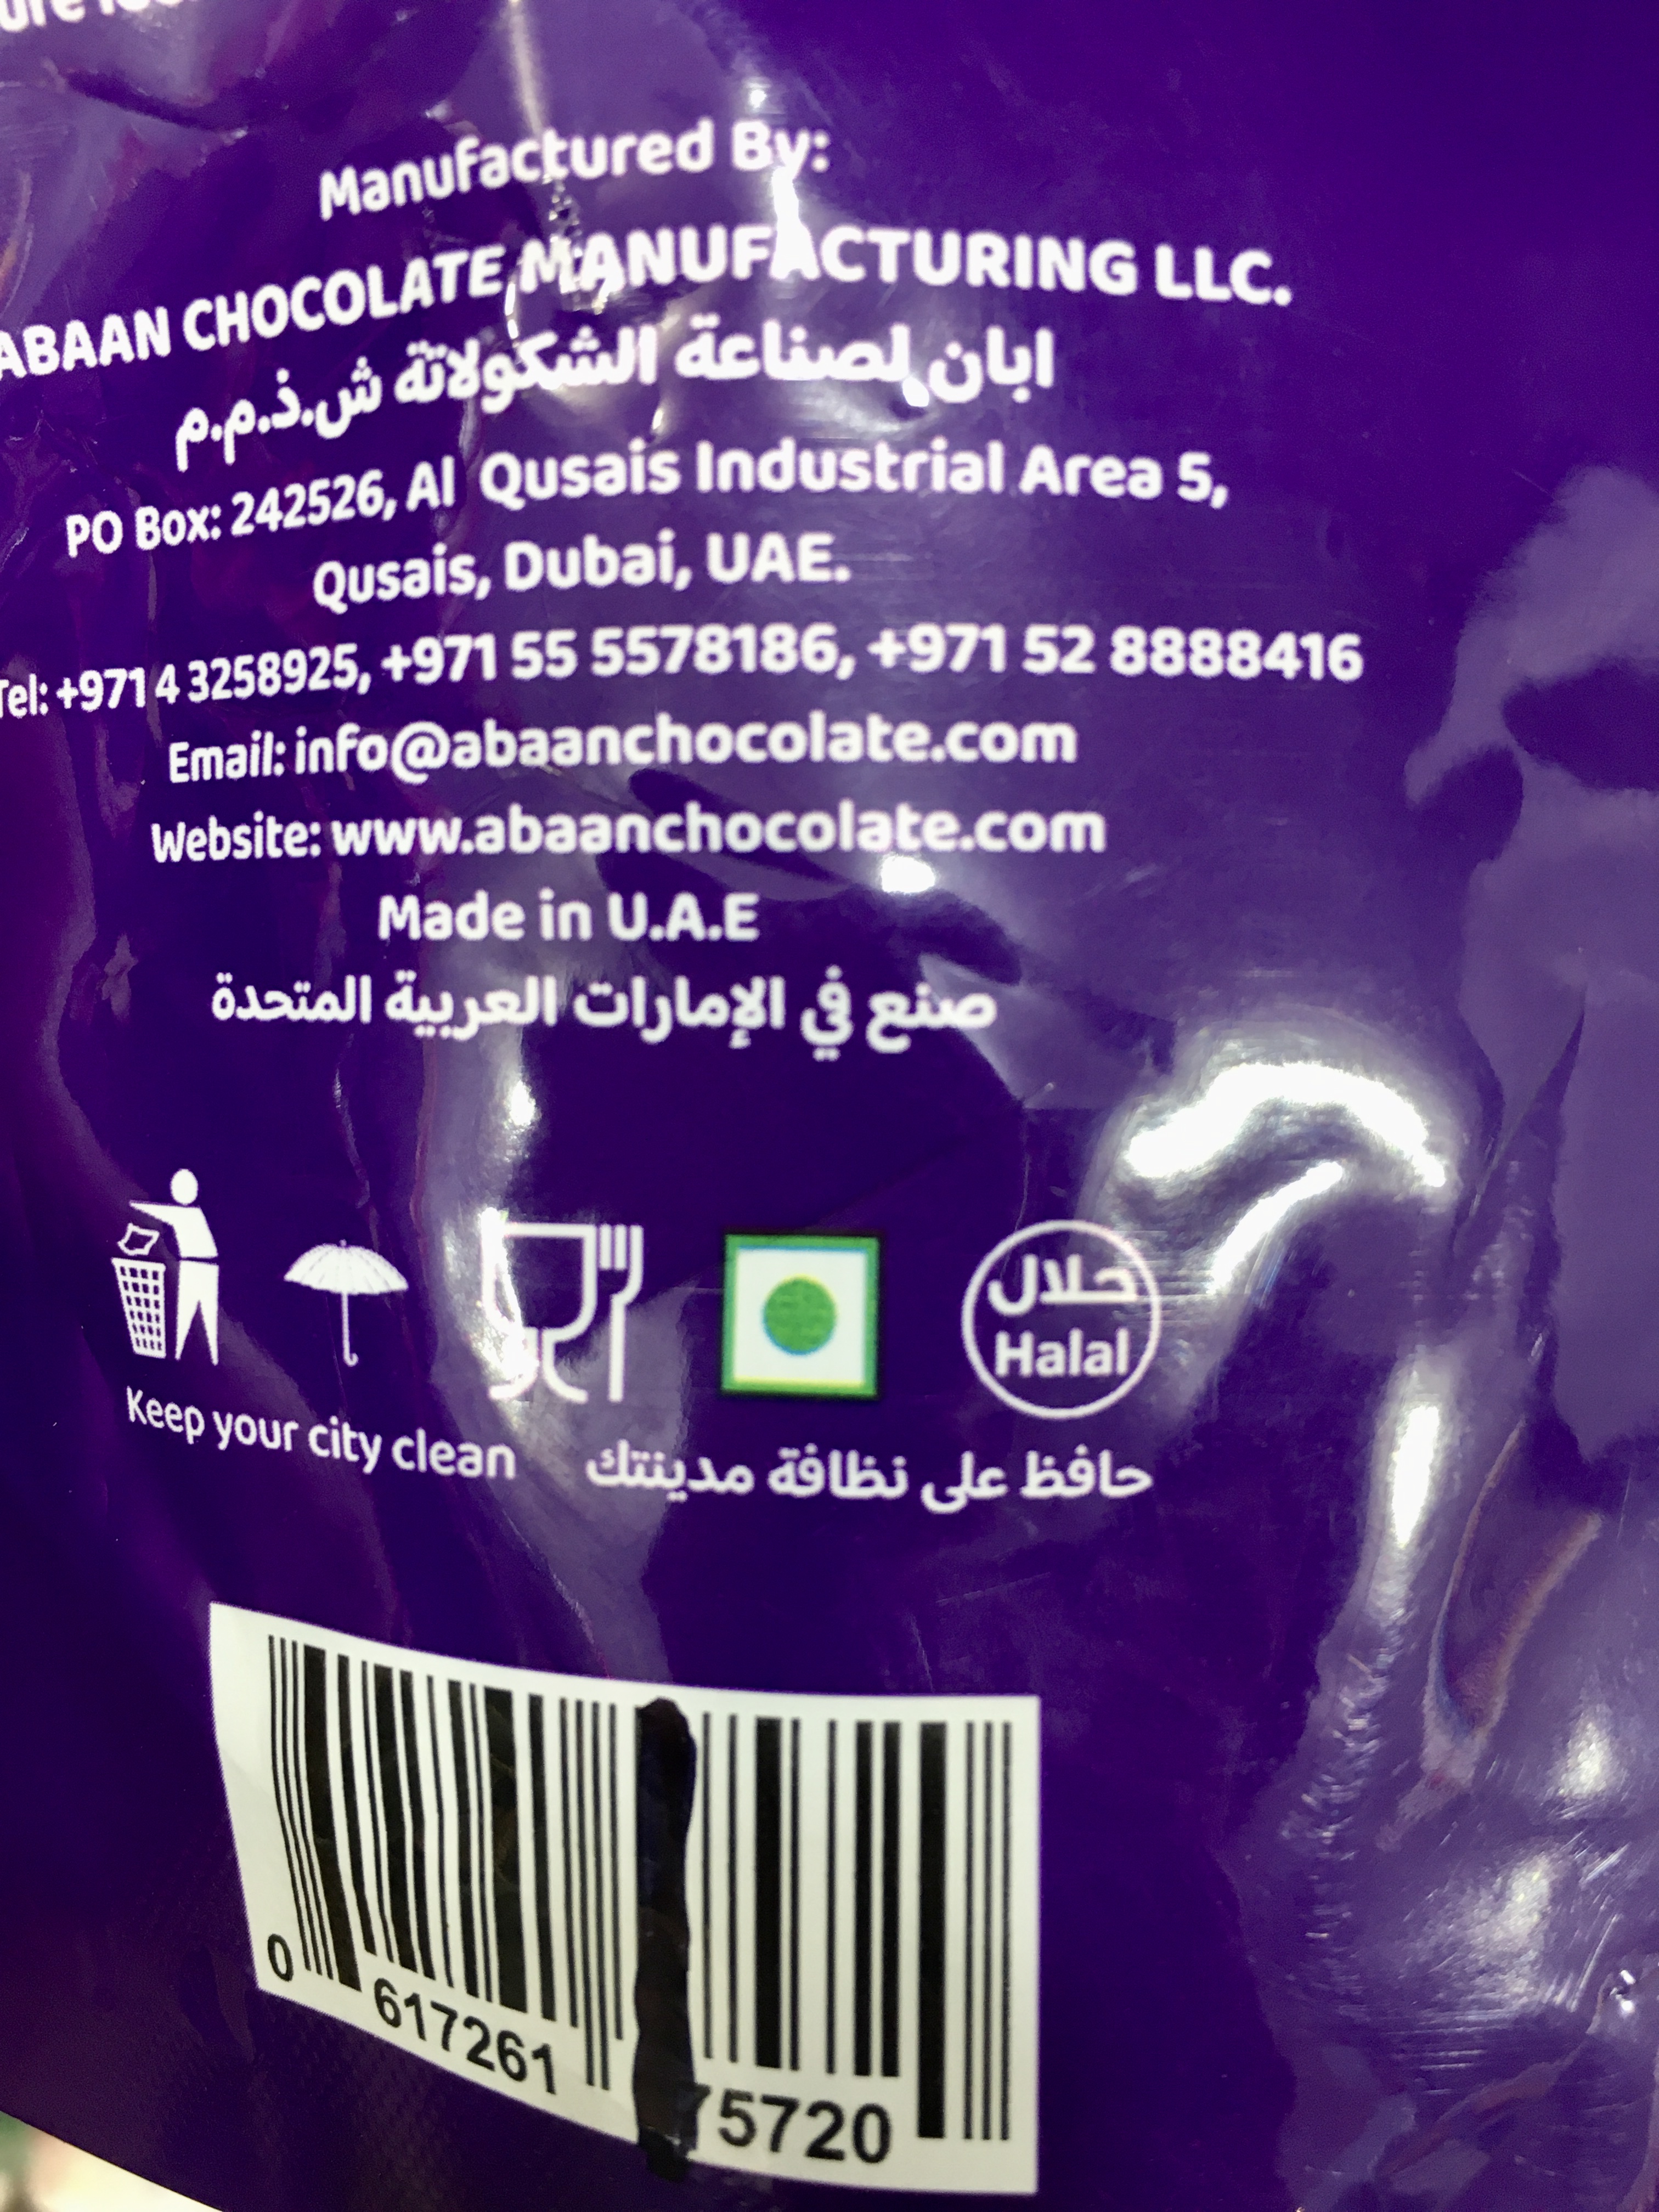 Manufactured By:
ABAAN CHOCOLATE MANUFACTURING LLC.
ابان لصناعة الشكولاتة ش.ذ.م.م
PO Box: 242526, Al Qusais Industrial Area 5,
Qusais, Dubai, UAE.
Tel: +971 4 3258925, +971 55 5578186, +971 52 8888416
Email: info@abaanchocolate.com
Website: www.abaanchocolate.com
Made in U.A.E
صنع في الإمارات العربية المتحدة
حلال
Halal
Keep your city clean حافظ على نظافة مدينتك
0 617261 75720